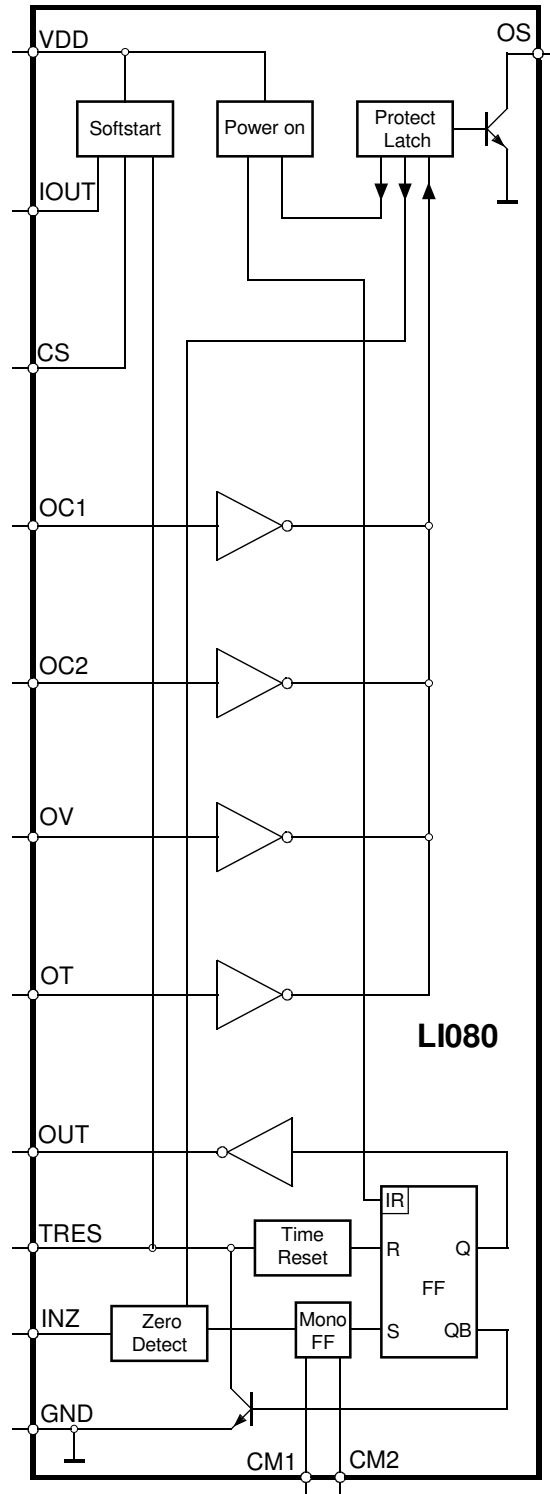 VDD
OS
Softstart
Power on
Protect
Latch
IOUT
CS
OC1
OC2
OV
OT
LI080
OUT
IR
TRES
Time
Reset
R
Q
FF
INZ
Zero
Detect
Mono
FF
S
QB
GND
CM1
CM2